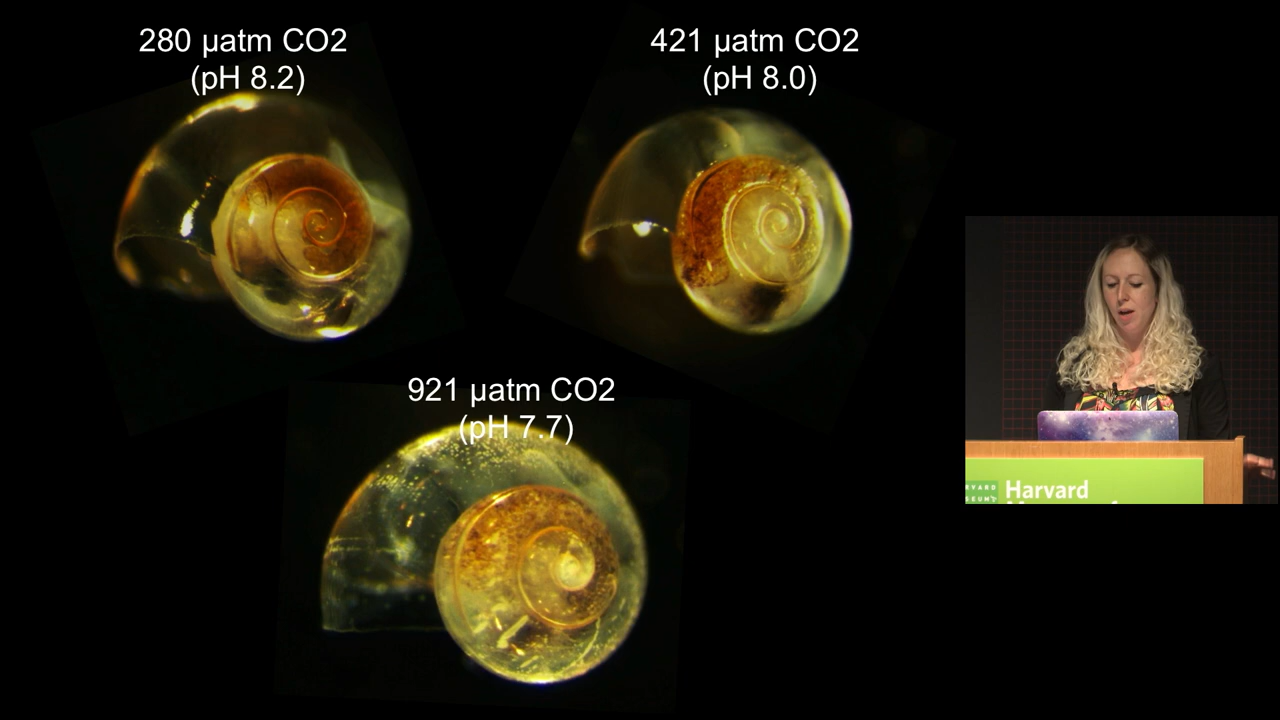 280 µatm CO2
(pH 8.2)
421 µatm CO2
(pH 8.0)
921 µatm CO2
(pH 7.7)
Harvard